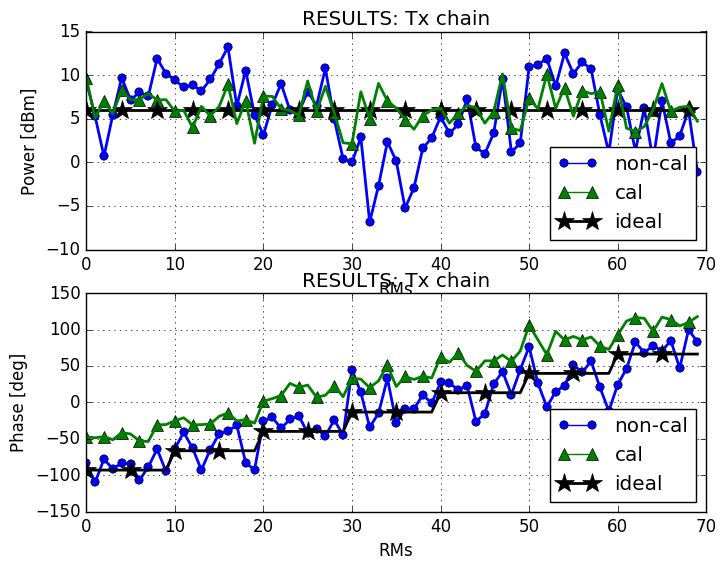 RESULTS: Tx chain
15
10
5
0
−5
−10
Power [dBm]
non-cal
cal
ideal
0 10 20 30 40 50 60 70
RMs
RESULTS: Tx chain
150
100
50
0
−50
−100
−150
Phase [deg]
non-cal
cal
ideal
0 10 20 30 40 50 60 70
RMs